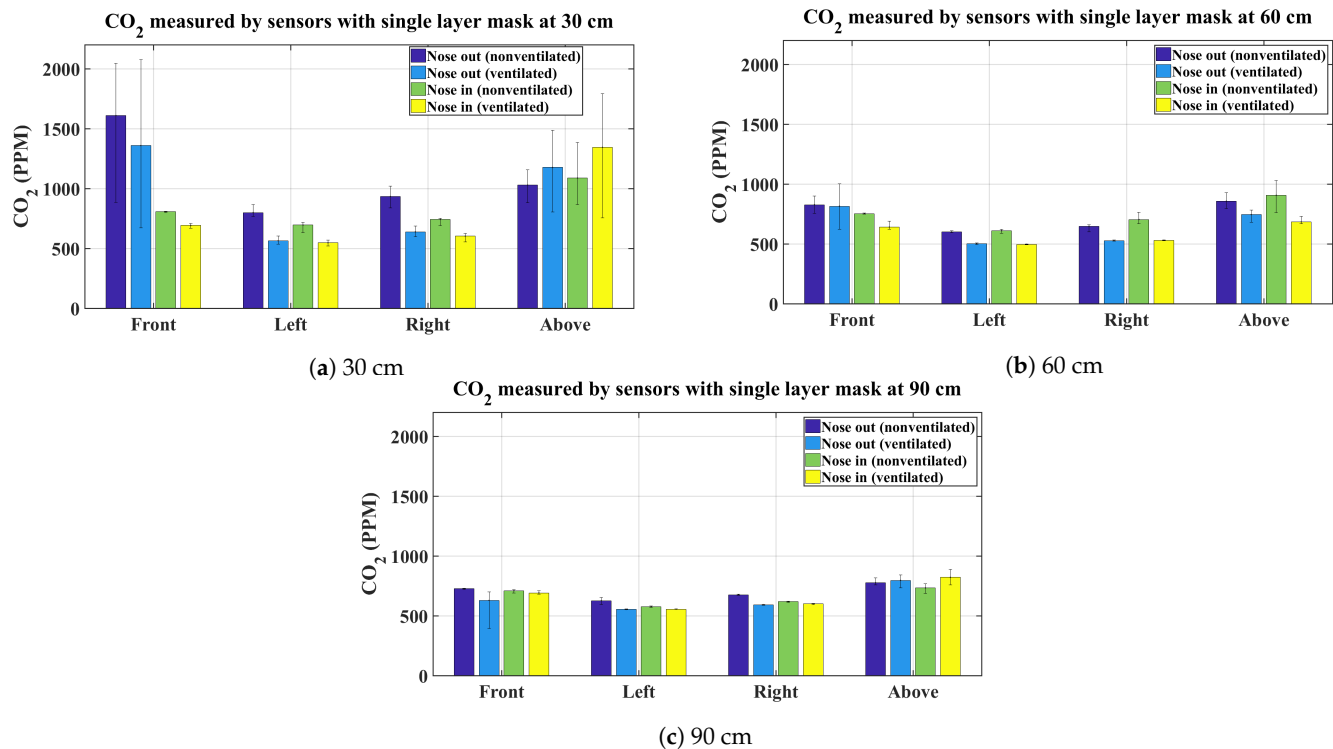 CO2 measured by sensors with single layer mask at 30 cm
CO2 (PPM)
2000
1500
1000
500
0
Nose out (nonventilated)
Nose out (ventilated)
Nose in (nonventilated)
Nose in (ventilated)
Front Left Right Above
(a) 30 cm
CO2 measured by sensors with single layer mask at 60 cm
CO2 (PPM)
2000
1500
1000
500
0
Nose out (nonventilated)
Nose out (ventilated)
Nose in (nonventilated)
Nose in (ventilated)
Front Left Right Above
(b) 60 cm
CO2 measured by sensors with single layer mask at 90 cm
CO2 (PPM)
2000
1500
1000
500
0
Nose out (nonventilated)
Nose out (ventilated)
Nose in (nonventilated)
Nose in (ventilated)
Front Left Right Above
(c) 90 cm